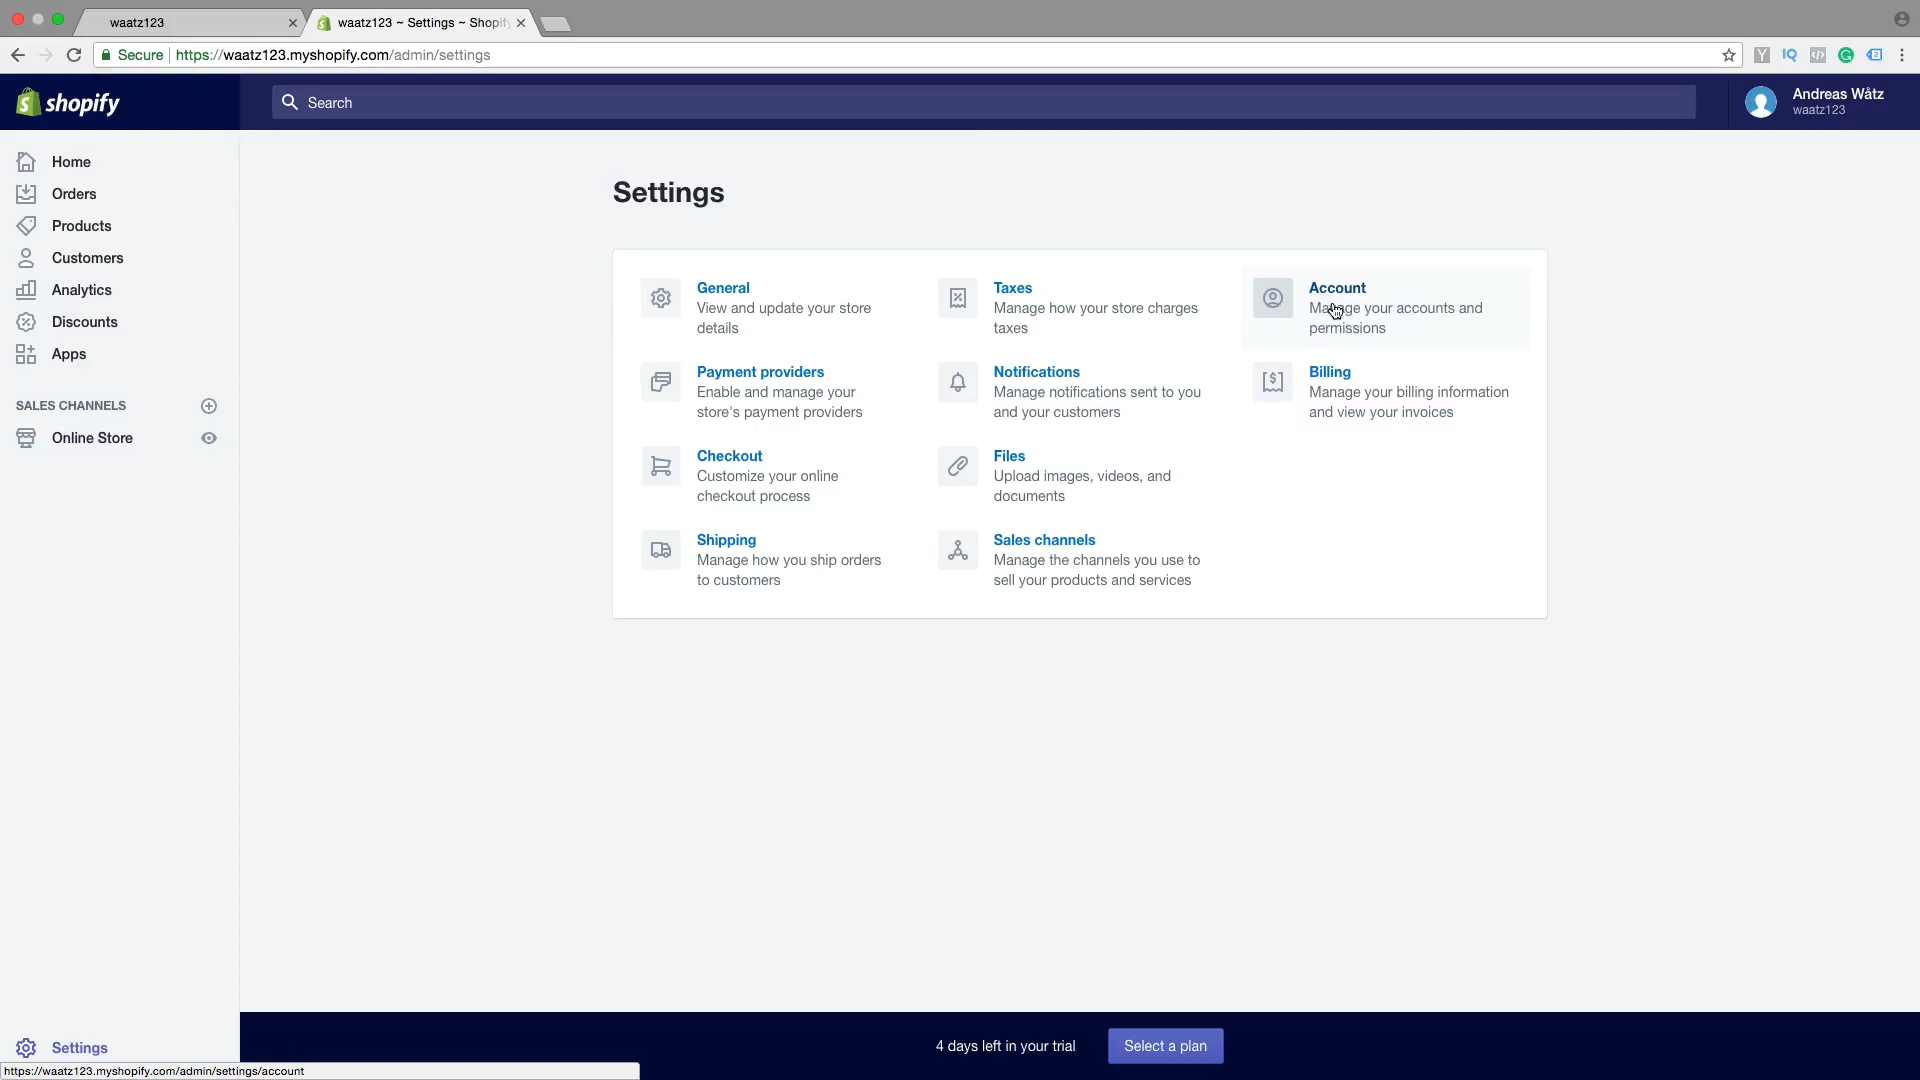 waatz123
waatz123 ~ Settings ~ Shopif
Secure
https://waatz123.myshopify.com/admin/settings
shopify
Search
Andreas Wåtz
waatz123
Home
Orders
Products
Customers
Analytics
Discounts
Apps
SALES CHANNELS
Online Store
Settings
Settings
General
View and update your store
details
Payment providers
Enable and manage your
store's payment providers
Checkout
Customize your online
checkout process
Shipping
Manage how you ship orders
to customers
Taxes
Manage how your store charges
taxes
Notifications
Manage notifications sent to you
and your customers
Files
Upload images, videos, and
documents
Sales channels
Manage the channels you use to
sell your products and services
Account
Manage your accounts and
permissions
Billing
Manage your billing information
and view your invoices
4 days left in your trial
Select a plan
https://waatz123.myshopify.com/admin/settings/account